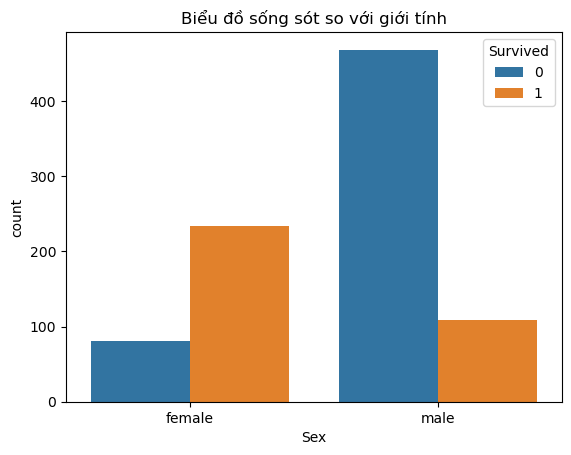 Biểu đồ sống sót so với giới tính
Survived
0
1
count
400
300
200
100
0
female
male
Sex